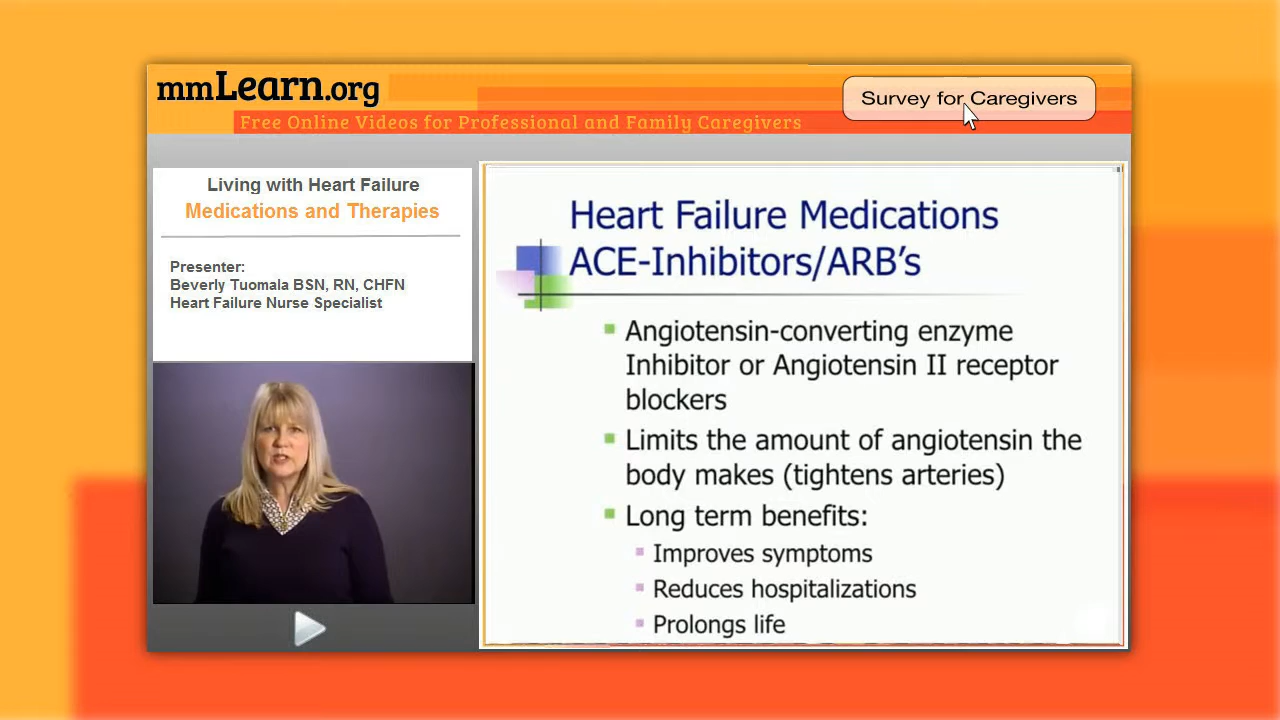 mmLearn.org
Free Online Videos for Professional and Family Caregivers
Survey for Caregivers
Living with Heart Failure
Medications and Therapies
Presenter:
Beverly Tuomala BSN, RN, CHFN
Heart Failure Nurse Specialist
Heart Failure Medications
ACE-Inhibitors/ARB's
Angiotensin-converting enzyme
Inhibitor or Angiotensin II receptor
blockers
Limits the amount of angiotensin the
body makes (tightens arteries)
Long term benefits:
Improves symptoms
Reduces hospitalizations
Prolongs life